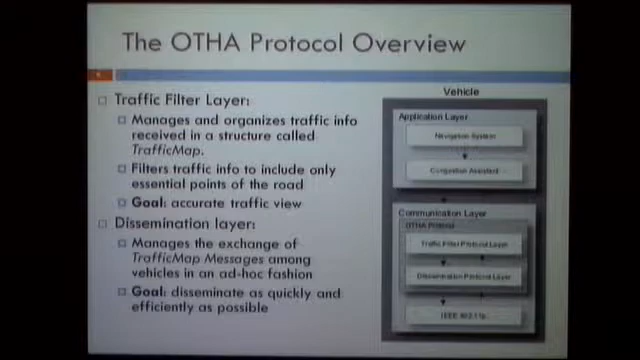 The OTHA Protocol Overview
Traffic Filter Layer:
Manages and organizes traffic info
received in a structure called
TrafficMap.
Filters traffic info to include only
essential points of the road
Goal: accurate traffic view
Dissemination layer:
Manages the exchange of
TrafficMap Messages among
vehicles in an ad-hoc fashion
Goal: disseminate as quickly and
efficiently as possible
Vehicle
Application Layer
Navigation System
Congestion Assistant
Communication Layer
OTHA Protocol
Traffic Filter Protocol Layer
Dissemination Protocol Layer
IEEE 802.11p